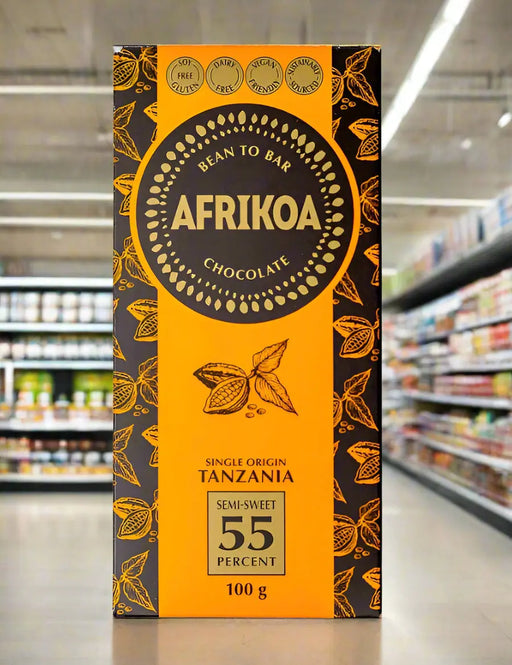 SOY FREE GLUTEN
DAIRY FREE
VEGAN FRIENDLY
SUSTAINABLY SOURCED
BEAN TO BAR
AFRIKOA
CHOCOLATE
SINGLE ORIGIN
TANZANIA
SEMI-SWEET
55
PERCENT
100 g